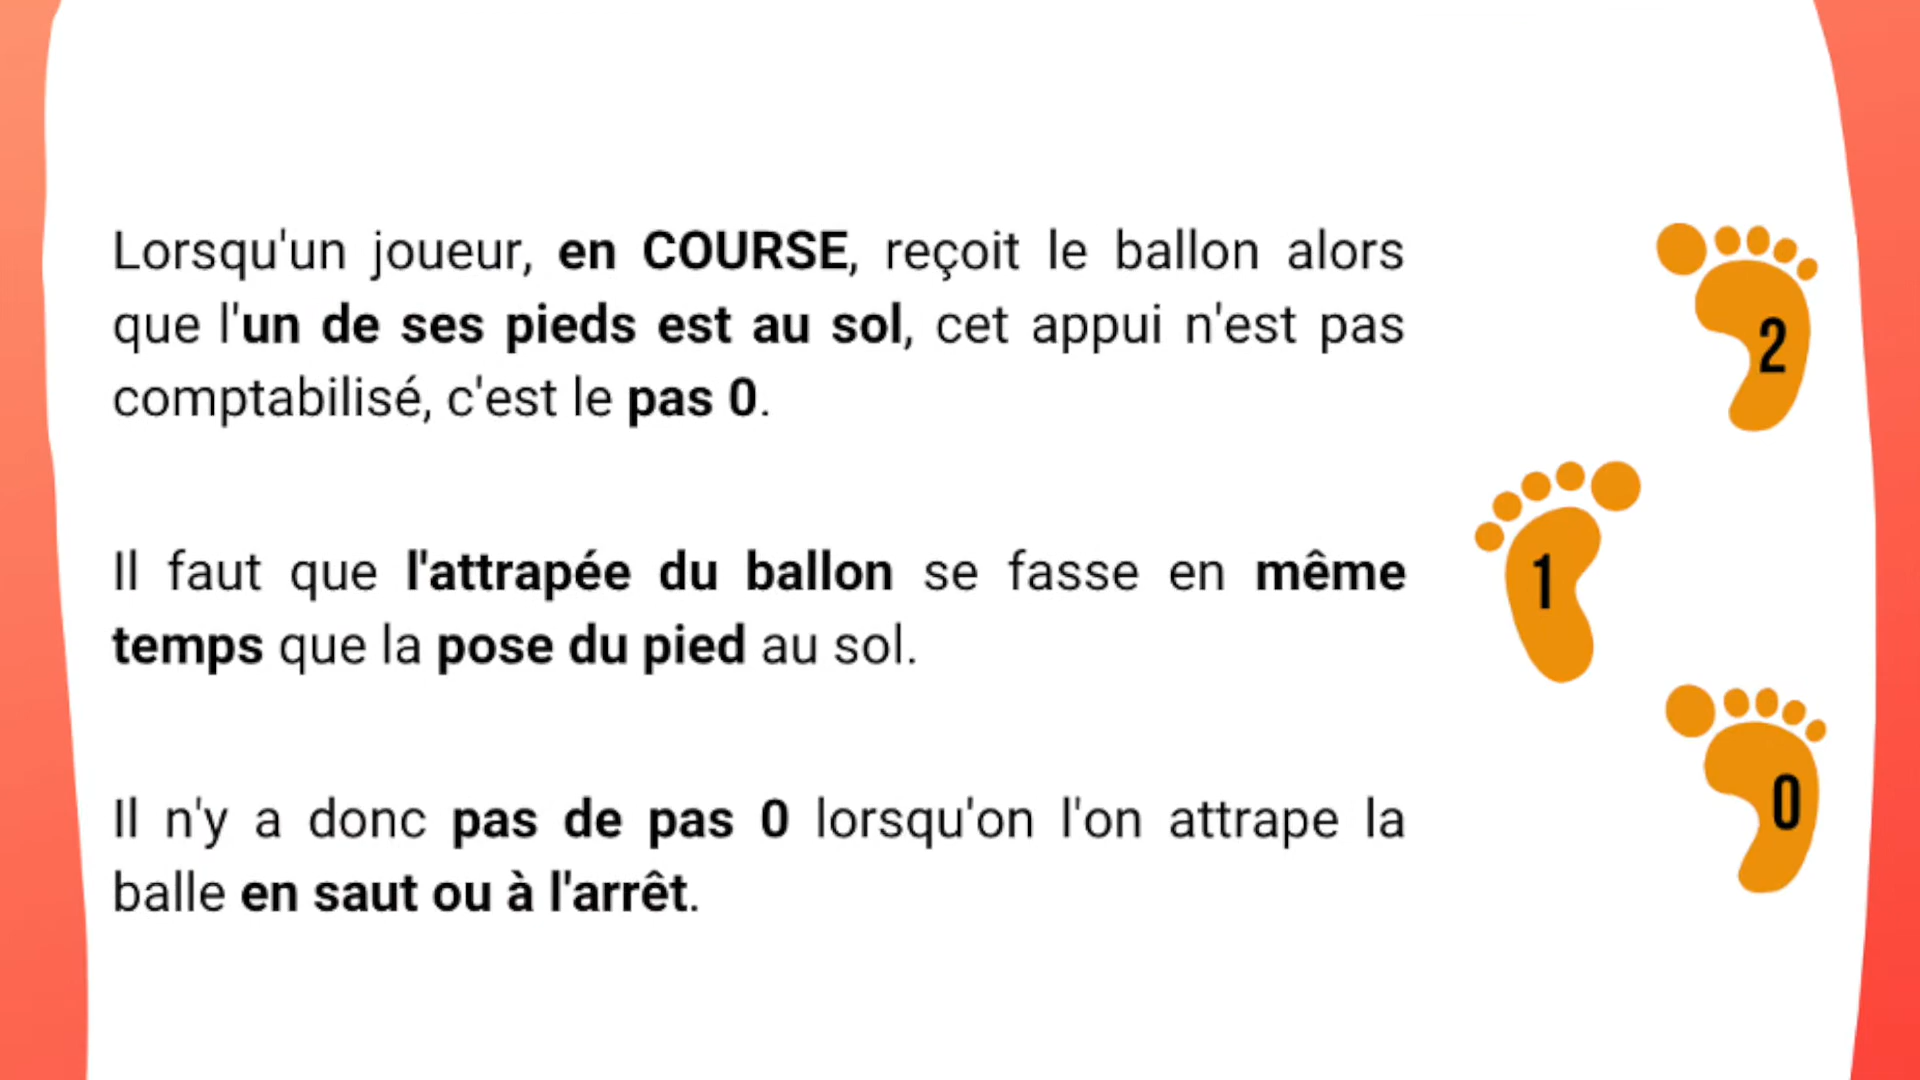 Lorsqu'un joueur, en COURSE, reçoit le ballon alors
que l'un de ses pieds est au sol, cet appui n'est pas
comptabilisé, c'est le pas 0.
Il faut que l'attrapée du ballon se fasse en même
temps que la pose du pied au sol.
Il n'y a donc pas de pas 0 lorsqu'on l'on attrape la
balle en saut ou à l'arrêt.
2
1
0